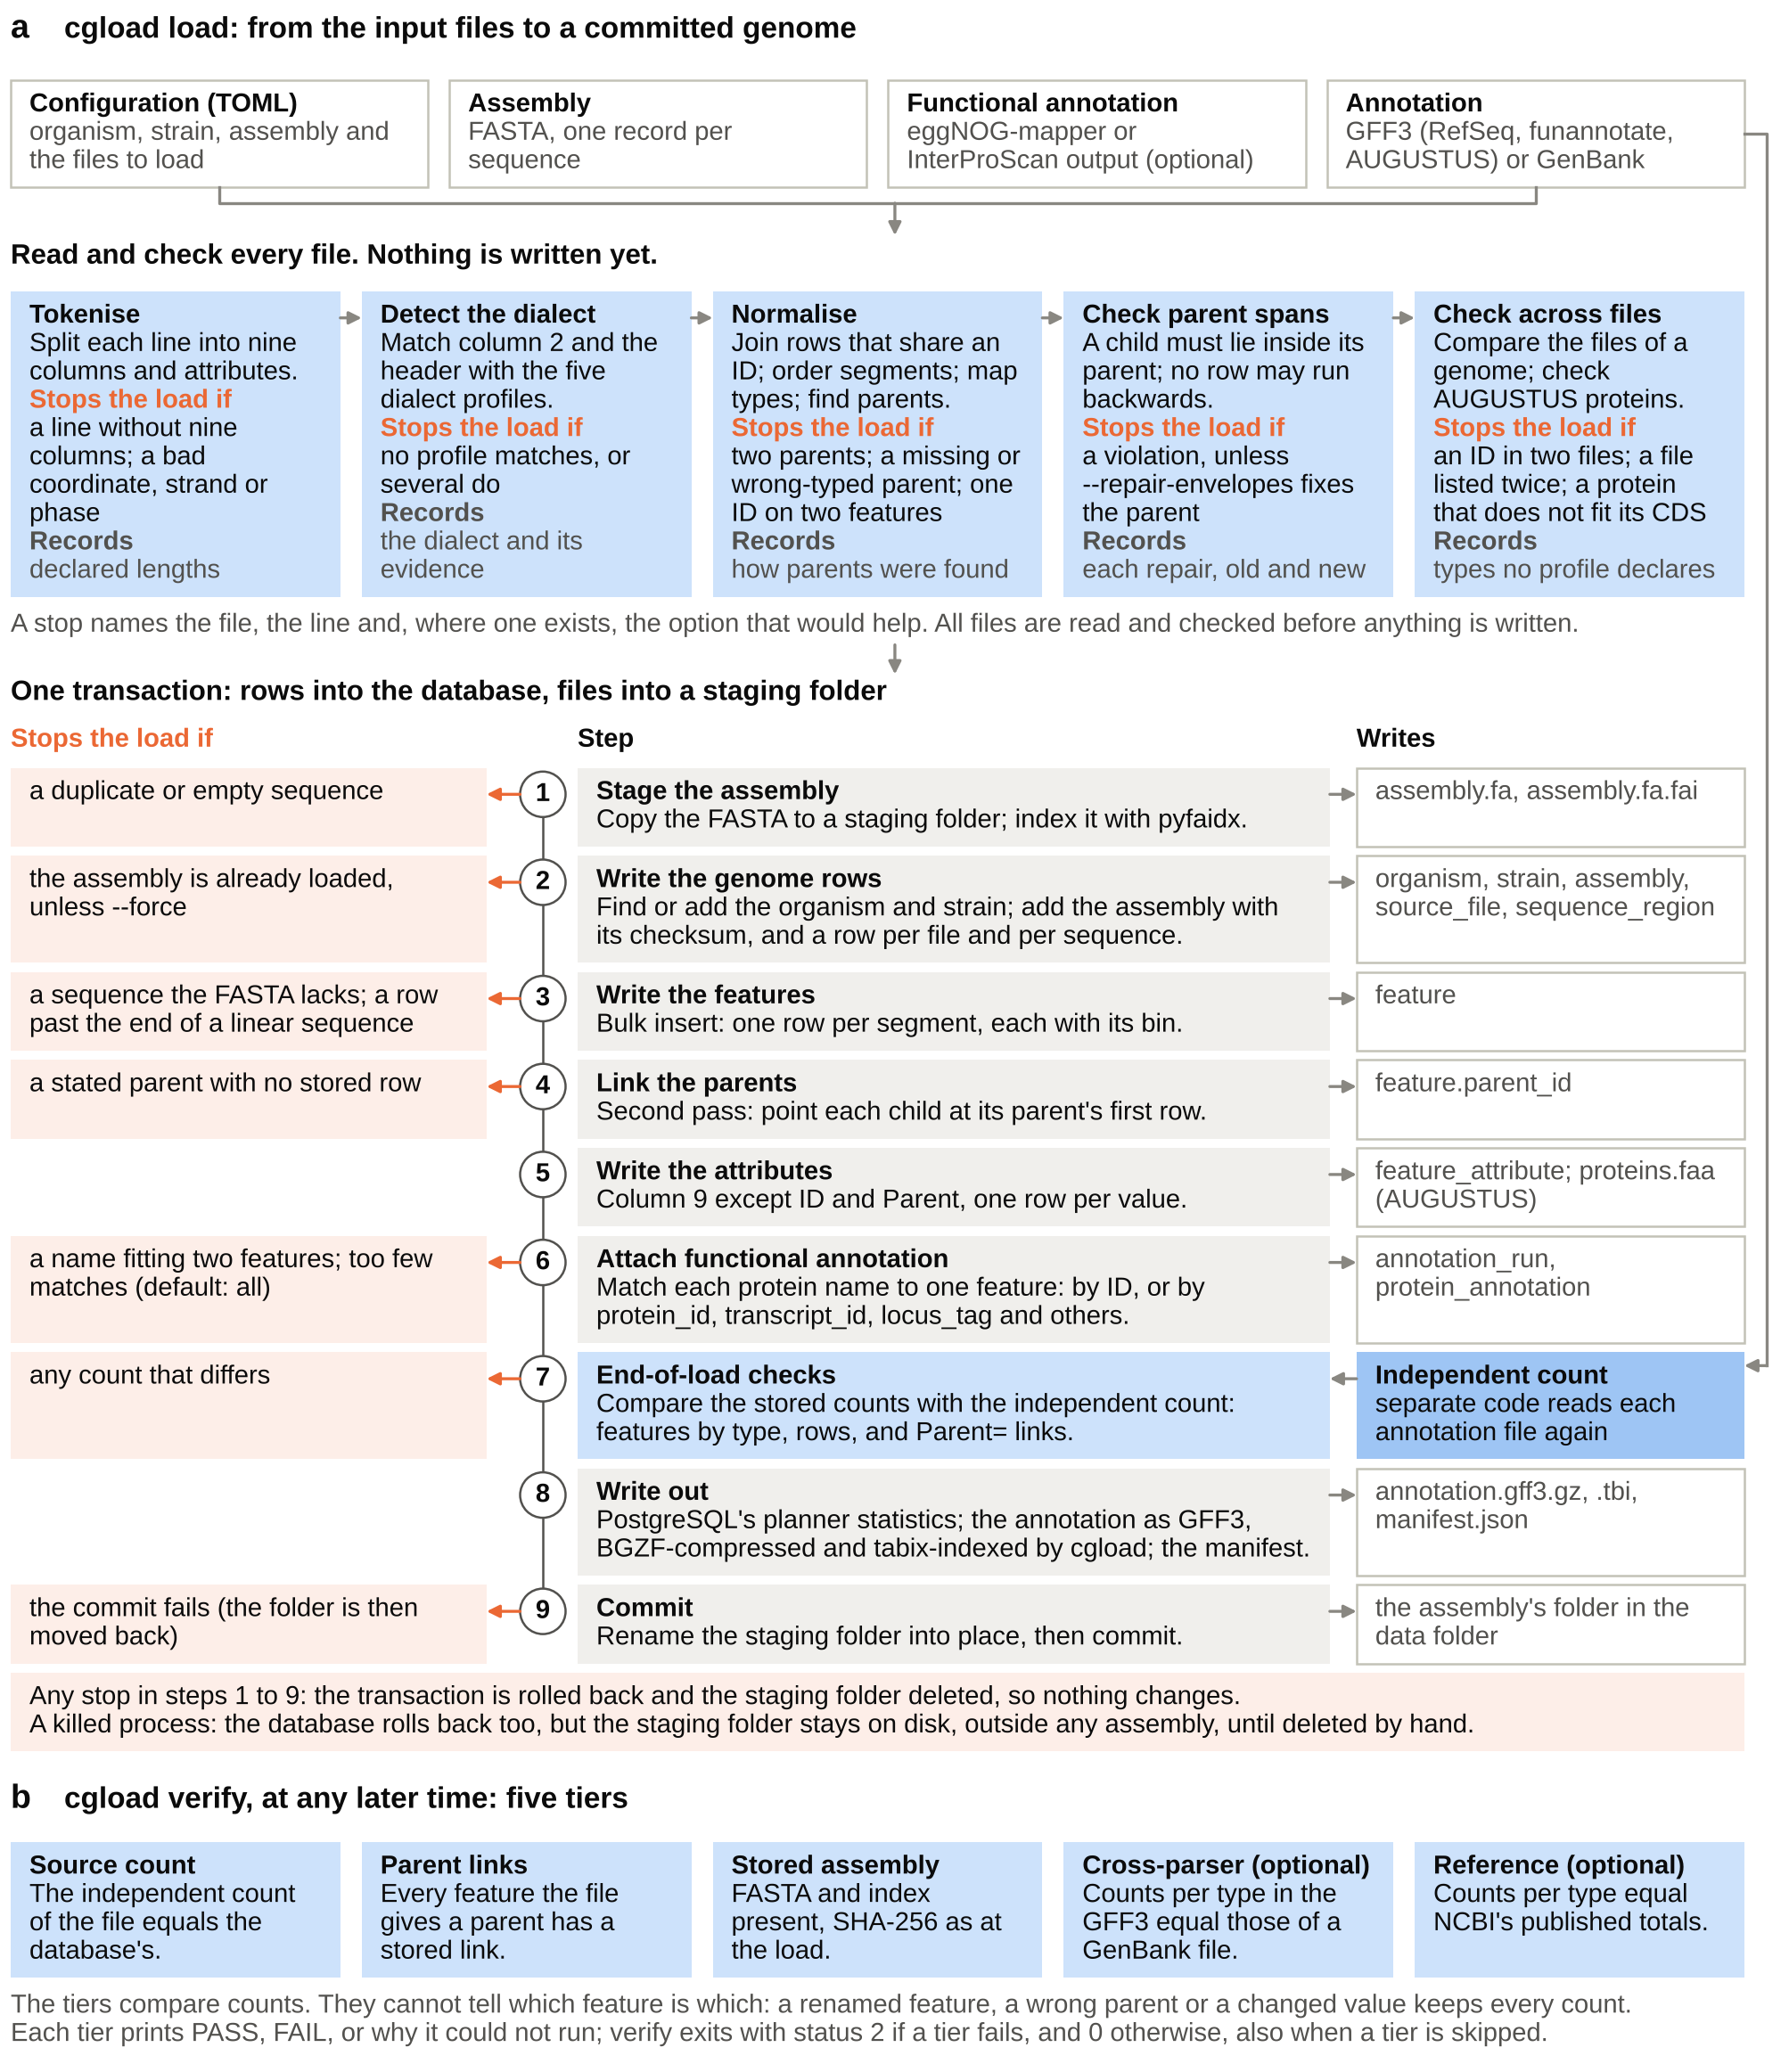 a cgload load: from the input files to a committed genome
Configuration (TOML)
organism, strain, assembly and
the files to load
Assembly
FASTA, one record per
sequence
Functional annotation
eggNOG-mapper or
InterProScan output (optional)
Annotation
GFF3 (RefSeq, funannotate,
AUGUSTUS) or GenBank
Read and check every file. Nothing is written yet.
Tokenise
Split each line into nine
columns and attributes.
Stops the load if
a line without nine
columns; a bad
coordinate, strand or
phase
Records
declared lengths
Detect the dialect
Match column 2 and the
header with the five
dialect profiles.
Stops the load if
no profile matches, or
several do
Records
the dialect and its
evidence
Normalise
Join rows that share an
ID; order segments; map
types; find parents.
Stops the load if
two parents; a missing or
wrong-typed parent; one
ID on two features
Records
how parents were found
Check parent spans
A child must lie inside its
parent; no row may run
backwards.
Stops the load if
a violation, unless
--repair-envelopes fixes
the parent
Records
each repair, old and new
Check across files
Compare the files of a
genome; check
AUGUSTUS proteins.
Stops the load if
an ID in two files; a file
listed twice; a protein
that does not fit its CDS
Records
types no profile declares
A stop names the file, the line and, where one exists, the option that would help. All files are read and checked before anything is written.
One transaction: rows into the database, files into a staging folder
Stops the load if
Step
Writes
a duplicate or empty sequence
1
Stage the assembly
Copy the FASTA to a staging folder; index it with pyfaidx.
assembly.fa, assembly.fa.fai
the assembly is already loaded,
unless --force
2
Write the genome rows
Find or add the organism and strain; add the assembly with
its checksum, and a row per file and per sequence.
organism, strain, assembly,
source_file, sequence_region
a sequence the FASTA lacks; a row
past the end of a linear sequence
3
Write the features
Bulk insert: one row per segment, each with its bin.
feature
a stated parent with no stored row
4
Link the parents
Second pass: point each child at its parent's first row.
feature.parent_id
5
Write the attributes
Column 9 except ID and Parent, one row per value.
feature_attribute; proteins.faa
(AUGUSTUS)
a name fitting two features; too few
matches (default: all)
6
Attach functional annotation
Match each protein name to one feature: by ID, or by
protein_id, transcript_id, locus_tag and others.
annotation_run,
protein_annotation
any count that differs
7
End-of-load checks
Compare the stored counts with the independent count:
features by type, rows, and Parent= links.
Independent count
separate code reads each
annotation file again
8
Write out
PostgreSQL's planner statistics; the annotation as GFF3,
BGZF-compressed and tabix-indexed by cgload; the manifest.
annotation.gff3.gz, .tbi,
manifest.json
the commit fails (the folder is then
moved back)
9
Commit
Rename the staging folder into place, then commit.
the assembly's folder in the
data folder
Any stop in steps 1 to 9: the transaction is rolled back and the staging folder deleted, so nothing changes.
A killed process: the database rolls back too, but the staging folder stays on disk, outside any assembly, until deleted by hand.
b cgload verify, at any later time: five tiers
Source count
The independent count
of the file equals the
database's.
Parent links
Every feature the file
gives a parent has a
stored link.
Stored assembly
FASTA and index
present, SHA-256 as at
the load.
Cross-parser (optional)
Counts per type in the
GFF3 equal those of a
GenBank file.
Reference (optional)
Counts per type equal
NCBI's published totals.
The tiers compare counts. They cannot tell which feature is which: a renamed feature, a wrong parent or a changed value keeps every count.
Each tier prints PASS, FAIL, or why it could not run; verify exits with status 2 if a tier fails, and 0 otherwise, also when a tier is skipped.